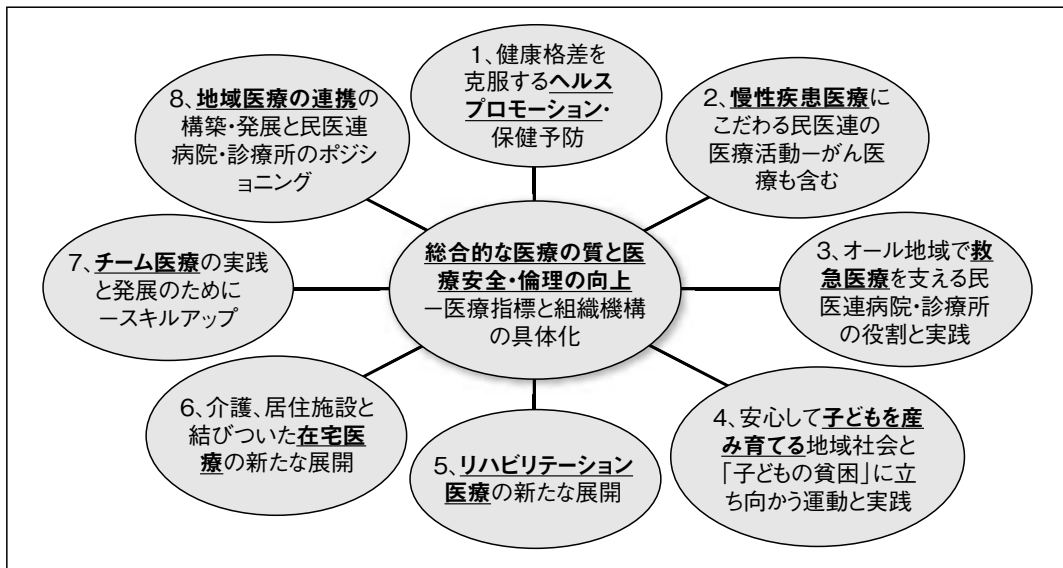 1、健康格差を
克服するヘルス
プロモーション・
保健予防
2、慢性疾患医療に
こだわる民医連の
医療活動ーがん医
療も含む
3、オール地域で救
急医療を支える民
医連病院・診療所
の役割と実践
4、安心して子どもを産
み育てる地域社会と
「子どもの貧困」に立
ち向かう運動と実践
5、リハビリテーション
医療の新たな展開
6、介護、居住施設と
結びついた在宅医
療の新たな展開
7、チーム医療の実践
と発展のために
ースキルアップ
8、地域医療の連携の
構築・発展と民医連
病院・診療所のポジシ
ョニング
総合的な医療の質と医
療安全・倫理の向上
ー医療指標と組織機構
の具体化